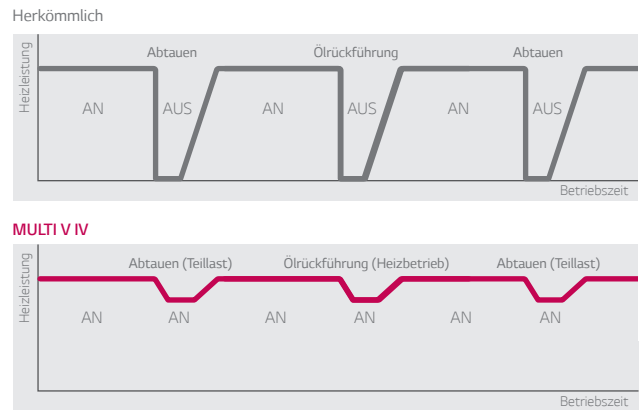 Herkömmlich
Abtauen Ölrückführung Abtauen
Heizleistung
AN AUS AN AUS AN AUS
Betriebszeit
MULTI V IV
Abtauen (Teillast) Ölrückführung (Heizbetrieb) Abtauen (Teillast)
Heizleistung
AN AN AN AN AN AN
Betriebszeit